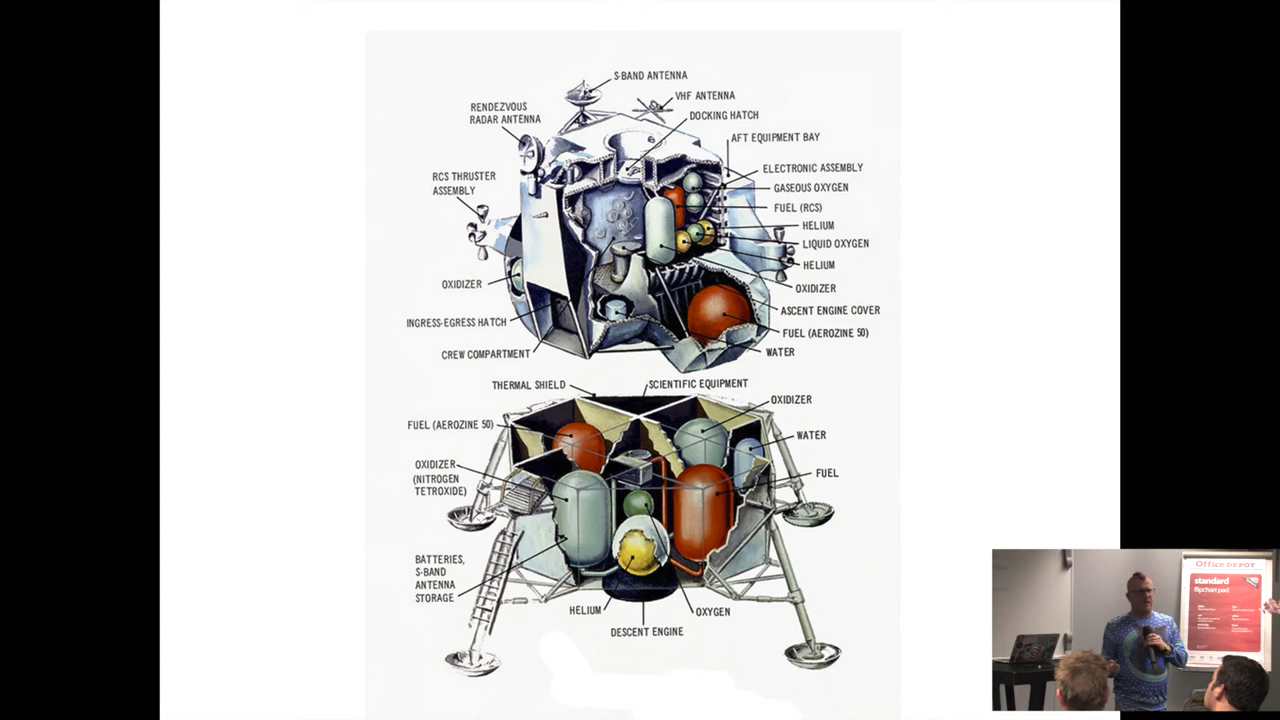 S-BAND ANTENNA
VHF ANTENNA
RENDEZVOUS
RADAR ANTENNA
DOCKING HATCH
AFT EQUIPMENT BAY
ELECTRONIC ASSEMBLY
RCS THRUSTER
ASSEMBLY
GASEOUS OXYGEN
FUEL (RCS)
HELIUM
LIQUID OXYGEN
HELIUM
OXIDIZER
OXIDIZER
ASCENT ENGINE COVER
INGRESS-EGRESS HATCH
FUEL (AEROZINE 50)
CREW COMPARTMENT
WATER
THERMAL SHIELD
SCIENTIFIC EQUIPMENT
OXIDIZER
FUEL (AEROZINE 50)
WATER
OXIDIZER
(NITROGEN
TETROXIDE)
FUEL
BATTERIES,
S-BAND
ANTENNA
STORAGE
HELIUM
OXYGEN
DESCENT ENGINE
Office DEPOT
standard
flipchart pad